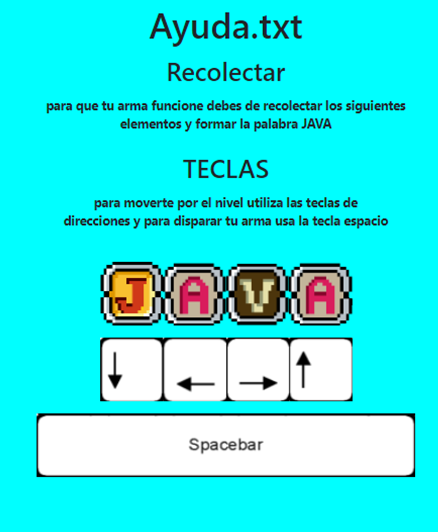 Ayuda.txt
Recolectar
para que tu arma funcione debes de recolectar los siguientes
elementos y formar la palabra JAVA
TECLAS
para moverte por el nivel utiliza las teclas de
direcciones y para disparar tu arma usa la tecla espacio
J A V A
Spacebar